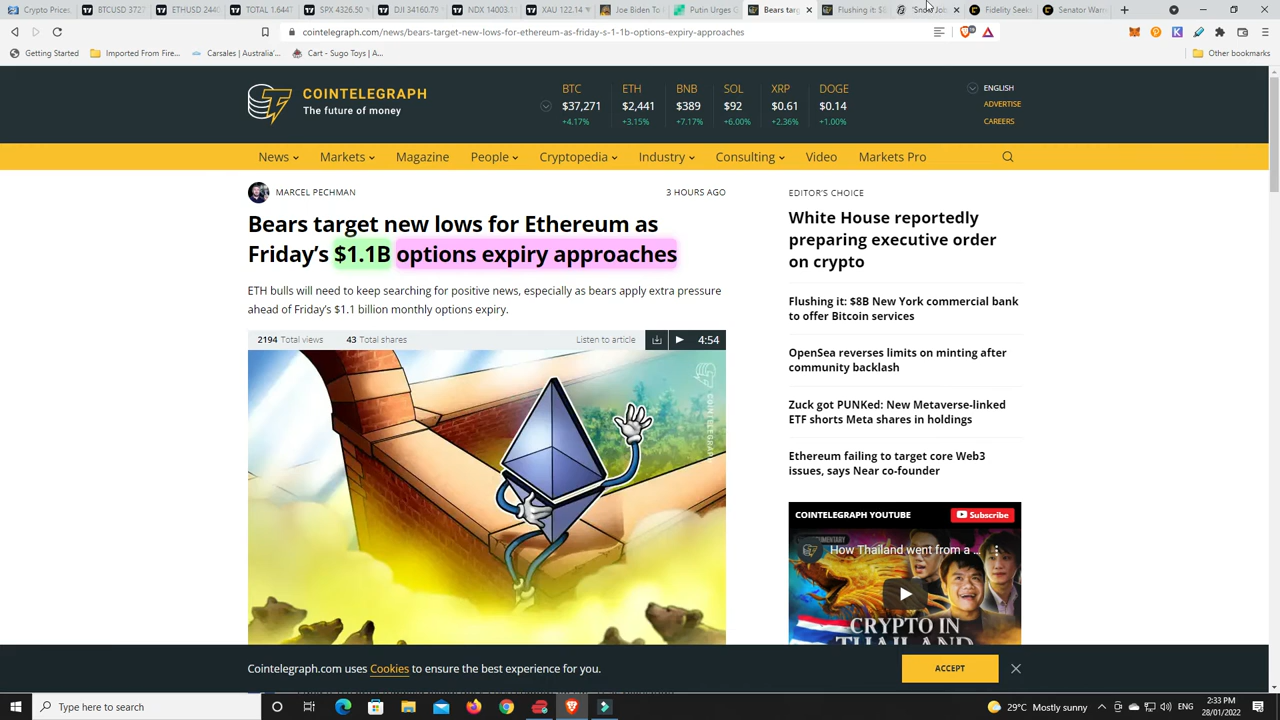 Crypto Prices
BTCUSD 3727
ETHUSD 2440
TOTAL 1.6447
SPX 4326.50
DJI 34160.79
NDX 14003.1
XAU 122.14
Joe Biden To
Putin Urges G
Bears targ
Flushing it: $8
"Snow Job
Fidelity Seeks
Senator Warr
cointelegraph.com/news/bears-target-new-lows-for-ethereum-as-friday-s-1-1b-options-expiry-approaches
Getting Started
Imported From Fire...
Carsales | Australia...
Cart - Sugo Toys | A...
Other bookmarks
COINTELEGRAPH
The future of money
BTC ETH BNB SOL XRP DOGE
$37,271 $2,441 $389 $92 $0.61 $0.14
+4.17% +3.15% +7.17% +6.00% +2.36% +1.00%
ENGLISH
ADVERTISE
CAREERS
News Markets Magazine People Cryptopedia Industry Consulting Video Markets Pro
MARCEL PECHMAN
3 HOURS AGO
Bears target new lows for Ethereum as
Friday's $1.1B options expiry approaches
ETH bulls will need to keep searching for positive news, especially as bears apply extra pressure
ahead of Friday's $1.1 billion monthly options expiry.
2194 Total views
43 Total shares
Listen to article
4:54
COINTELEGRAPH
EDITOR'S CHOICE
White House reportedly
preparing executive order
on crypto
Flushing it: $8B New York commercial bank
to offer Bitcoin services
OpenSea reverses limits on minting after
community backlash
Zuck got PUNKed: New Metaverse-linked
ETF shorts Meta shares in holdings
Ethereum failing to target core Web3
issues, says Near co-founder
COINTELEGRAPH YOUTUBE
Subscribe
How Thailand went from a ...
CRYPTO IN
THAILAND
Cointelegraph.com uses Cookies to ensure the best experience for you.
ACCEPT
Type here to search
29°C Mostly sunny
ENG
2:33 PM
28/01/2022